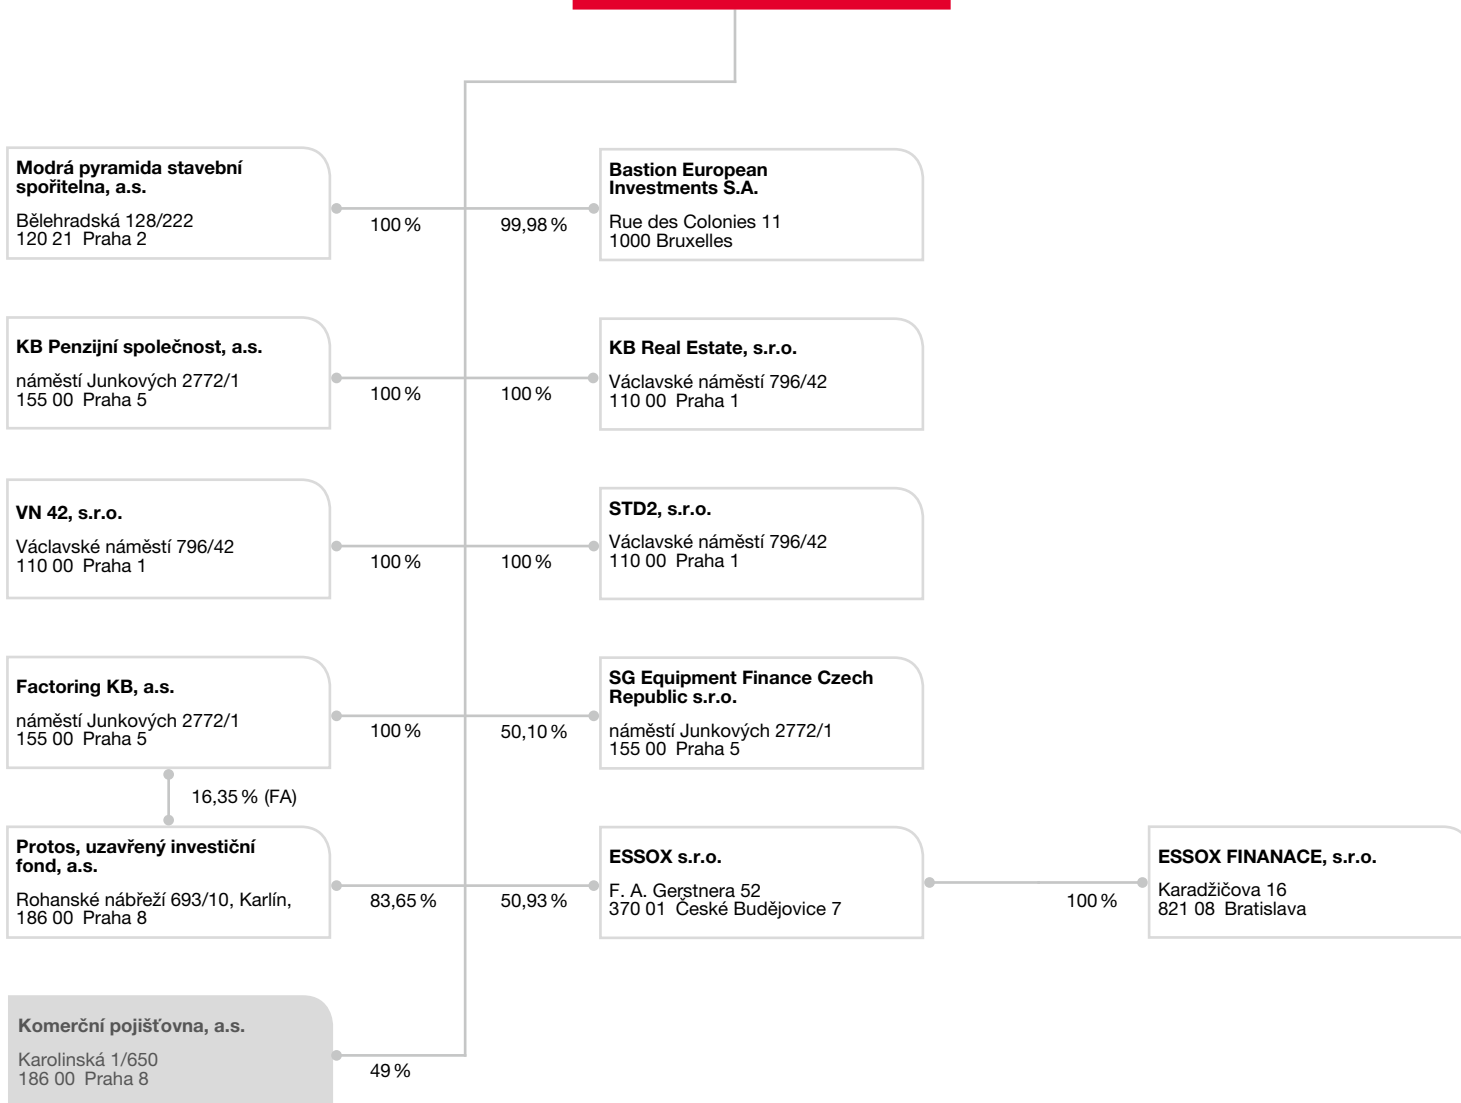 Modrá pyramida stavební
spořitelna, a.s.
Bělehradská 128/222
120 21 Praha 2
100 %
99,98 %
Bastion European
Investments S.A.
Rue des Colonies 11
1000 Bruxelles
KB Penzijní společnost, a.s.
náměstí Junkových 2772/1
155 00 Praha 5
100 %
100 %
KB Real Estate, s.r.o.
Václavské náměstí 796/42
110 00 Praha 1
VN 42, s.r.o.
Václavské náměstí 796/42
110 00 Praha 1
100 %
100 %
STD2, s.r.o.
Václavské náměstí 796/42
110 00 Praha 1
Factoring KB, a.s.
náměstí Junkových 2772/1
155 00 Praha 5
100 %
50,10 %
SG Equipment Finance Czech
Republic s.r.o.
náměstí Junkových 2772/1
155 00 Praha 5
16,35 % (FA)
Protos, uzavřený investiční
fond, a.s.
Rohanské nábřeží 693/10, Karlín,
186 00 Praha 8
83,65 %
50,93 %
ESSOX s.r.o.
F. A. Gerstnera 52
370 01 České Budějovice 7
100 %
ESSOX FINANACE, s.r.o.
Karadžičova 16
821 08 Bratislava
Komerční pojišťovna, a.s.
Karolinská 1/650
186 00 Praha 8
49 %